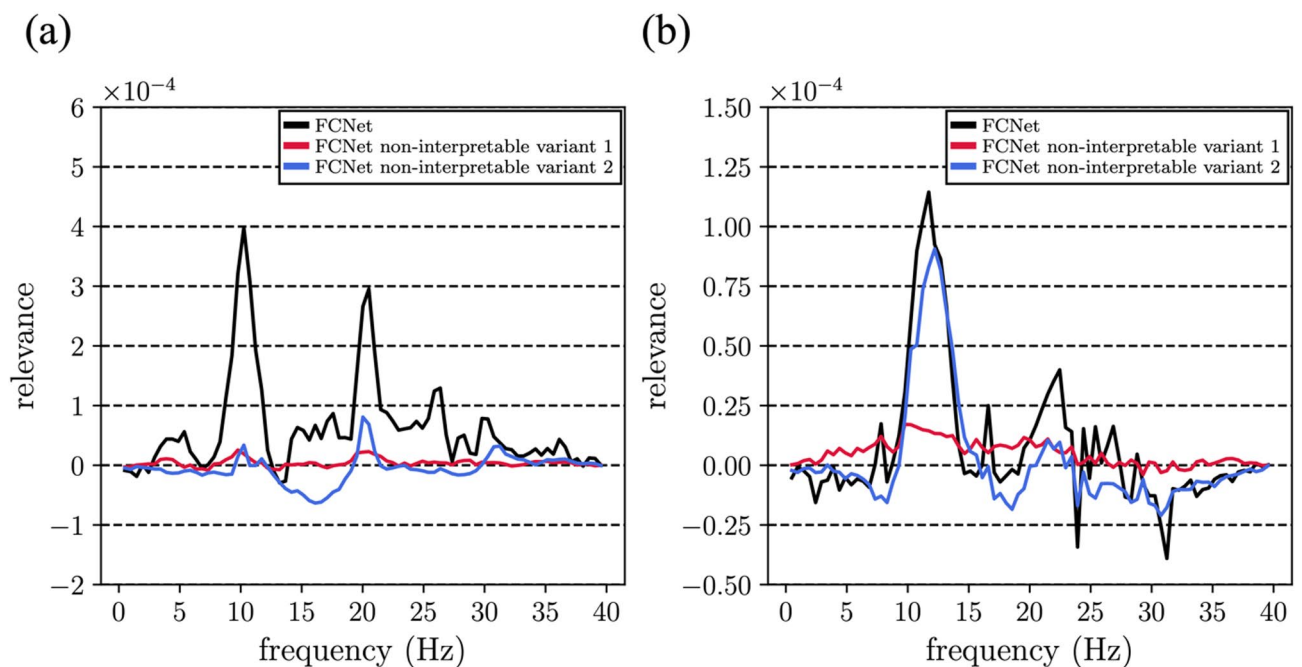 (a)
×10⁻⁴
6
5
4
3
2
1
0
−1
−2
relevance
FCNet
FCNet non-interpretable variant 1
FCNet non-interpretable variant 2
0 5 10 15 20 25 30 35 40
frequency (Hz)
(b)
×10⁻⁴
1.50
1.25
1.00
0.75
0.50
0.25
0.00
−0.25
−0.50
relevance
FCNet
FCNet non-interpretable variant 1
FCNet non-interpretable variant 2
0 5 10 15 20 25 30 35 40
frequency (Hz)